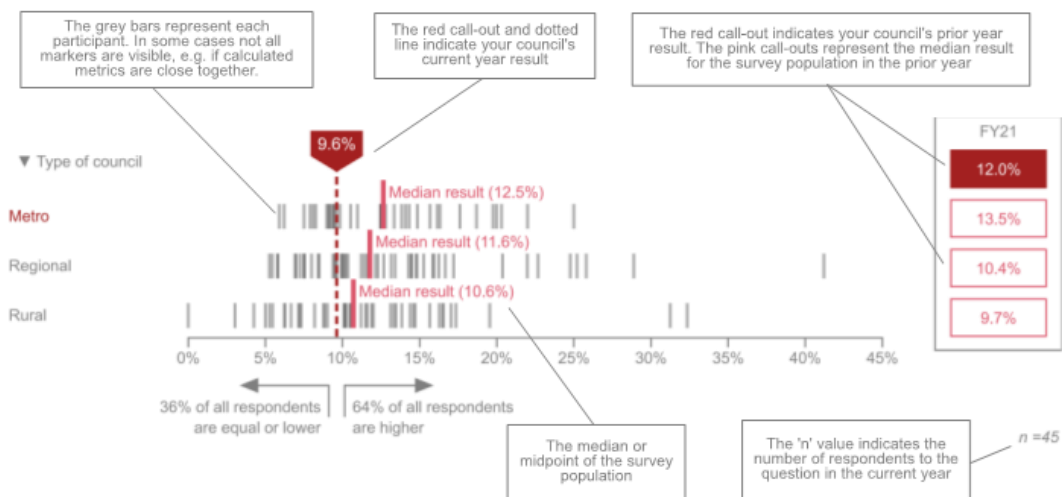 The grey bars represent each
participant. In some cases not all
markers are visible, e.g. if calculated
metrics are close together.
The red call-out and dotted
line indicate your council's
current year result
The red call-out indicates your council's prior year
result. The pink call-outs represent the median result
for the survey population in the prior year
9.6%
FY21
▼ Type of council
12.0%
Median result (12.5%)
Metro
13.5%
Median result (11.6%)
Regional
10.4%
Median result (10.6%)
Rural
9.7%
0% 5% 10% 15% 20% 25% 30% 35% 40% 45%
36% of all respondents
are equal or lower
64% of all respondents
are higher
The median or
midpoint of the survey
population
The 'n' value indicates the
number of respondents to the
question in the current year
n =45